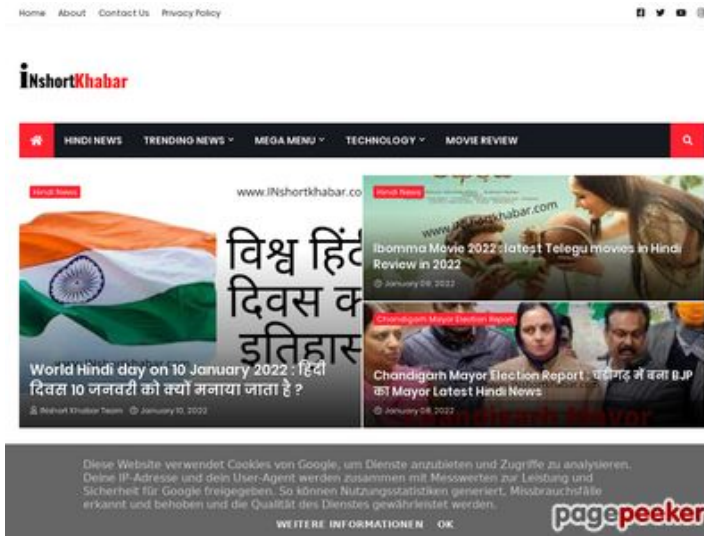 Home About Contact Us Privacy Policy
iNshortKhabar
HINDI NEWS TRENDING NEWS MEGA MENU TECHNOLOGY MOVIE REVIEW
Hindi News
www.INshortkhabar.co
विश्व हिंदी
दिवस क
इतिहास
World Hindi day on 10 January 2022 : हिंदी
दिवस 10 जनवरी को क्यों मनाया जाता है ?
INshort Khabar Team January 10, 2022
Hindi News
www.INshortkhabar.com
Ibomma Movie 2022 : latest Telegu movies in Hindi
Review in 2022
January 09, 2022
Chandigarh Mayor Election Report
Chandigarh Mayor Election Report : चंडीगढ़ में बना BJP
का Mayor Latest Hindi News
January 08, 2022
Diese Website verwendet Cookies von Google, um Dienste anzubieten und Zugriffe zu analysieren.
Deine IP-Adresse und dein User-Agent werden zusammen mit Messwerten zur Leistung und
Sicherheit für Google freigegeben. So können Nutzungsstatistiken generiert, Missbrauchsfälle
erkannt und behoben und die Qualität des Dienstes gewährleistet werden.
WEITERE INFORMATIONEN OK
pagepeeker